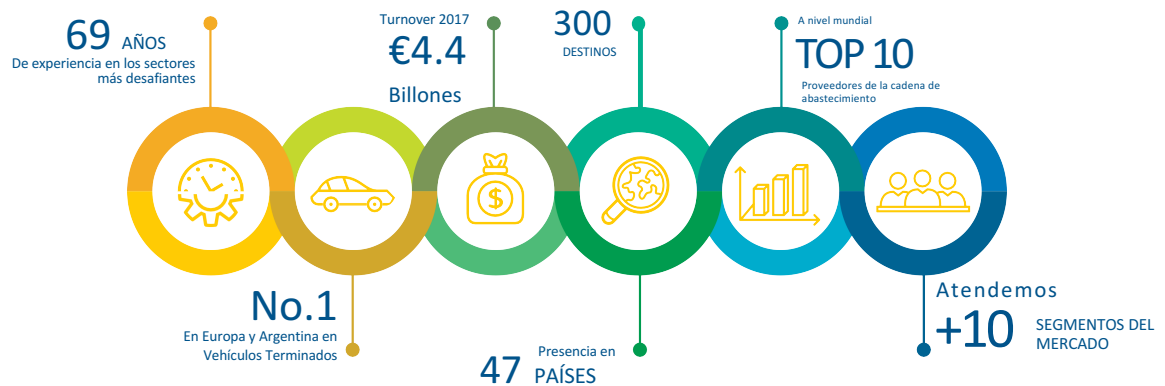 69 AÑOS
De experiencia en los sectores
más desafiantes
No.1
En Europa y Argentina en
Vehículos Terminados
Turnover 2017
€4.4
Billones
$
300
DESTINOS
Presencia en
47 PAÍSES
A nivel mundial
TOP 10
Proveedores de la cadena de
abastecimiento
Atendemos
+10 SEGMENTOS DEL
MERCADO